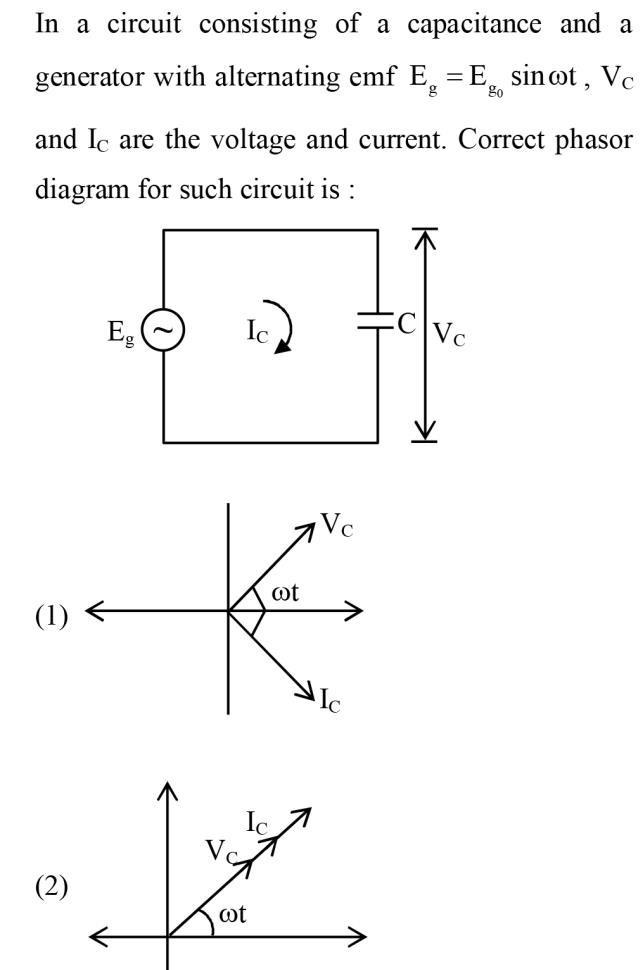 In a circuit consisting of a capacitance and a
generator with alternating emf E_g = E_{g_0} sin ωt , V_C
and I_C are the voltage and current. Correct phasor
diagram for such circuit is :
E_g ~ I_C C V_C
V_C
(1) ωt
I_C
I_C
V_C
(2) ωt